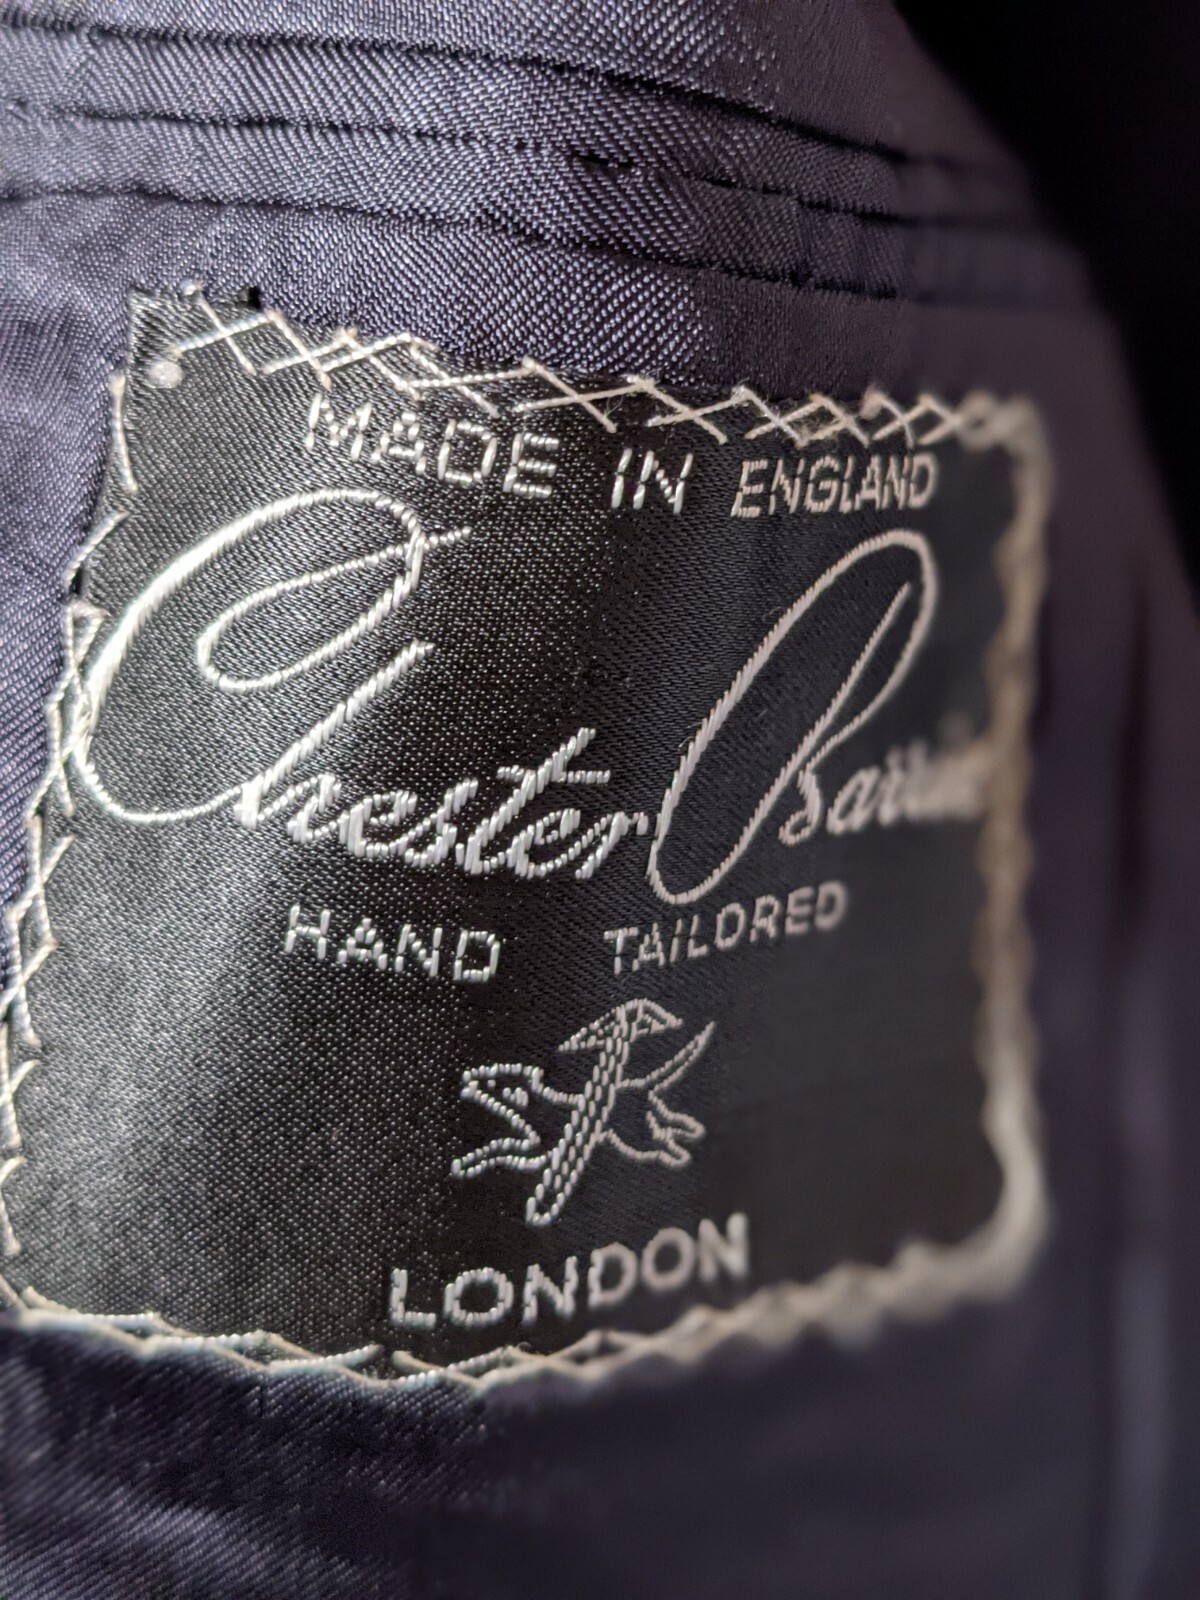 MADE IN ENGLAND
Chester Barrie
HAND TAILORED
LONDON